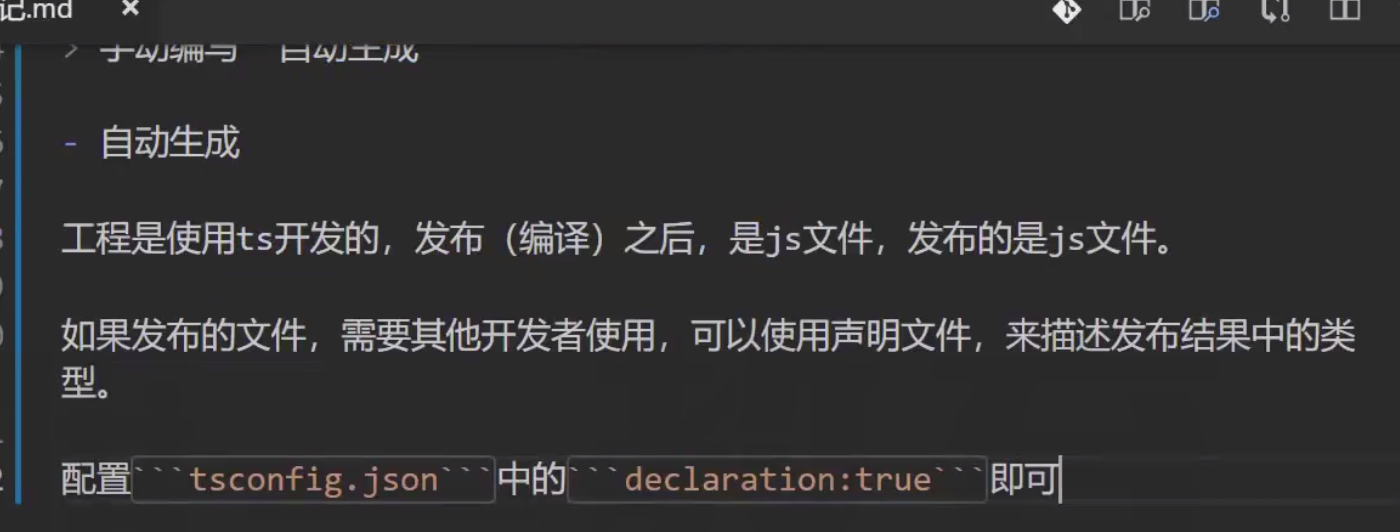 记.md
> 手动编写 自动生成
- 自动生成
工程是使用ts开发的，发布（编译）之后，是js文件，发布的是js文件。
如果发布的文件，需要其他开发者使用，可以使用声明文件，来描述发布结果中的类
型。
配置```tsconfig.json```中的```declaration:true```即可